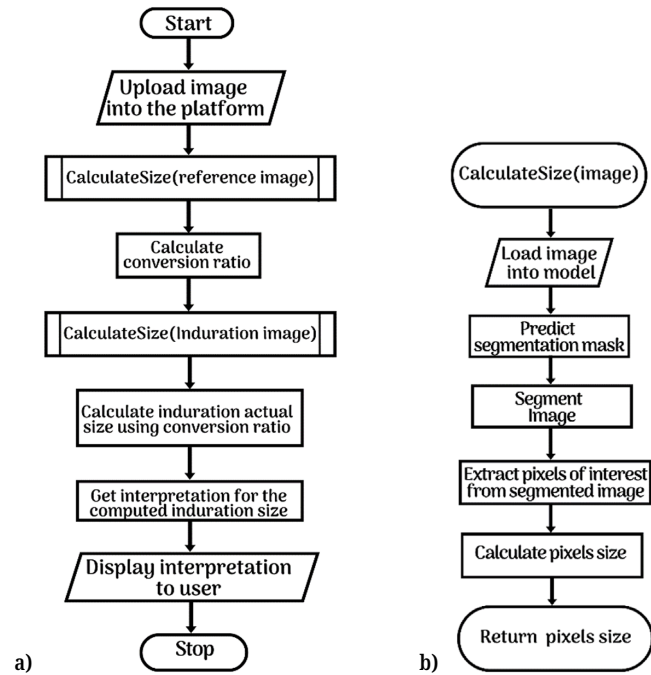 Start
Upload image
into the platform
CalculateSize(reference image)
Calculate
conversion ratio
CalculateSize(Induration image)
Calculate induration actual
size using conversion ratio
Get interpretation for the
computed induration size
Display interpretation
to user
Stop
a)
CalculateSize(image)
Load image
into model
Predict
segmentation mask
Segment
Image
Extract pixels of interest
from segmented image
Calculate pixels size
Return pixels size
b)